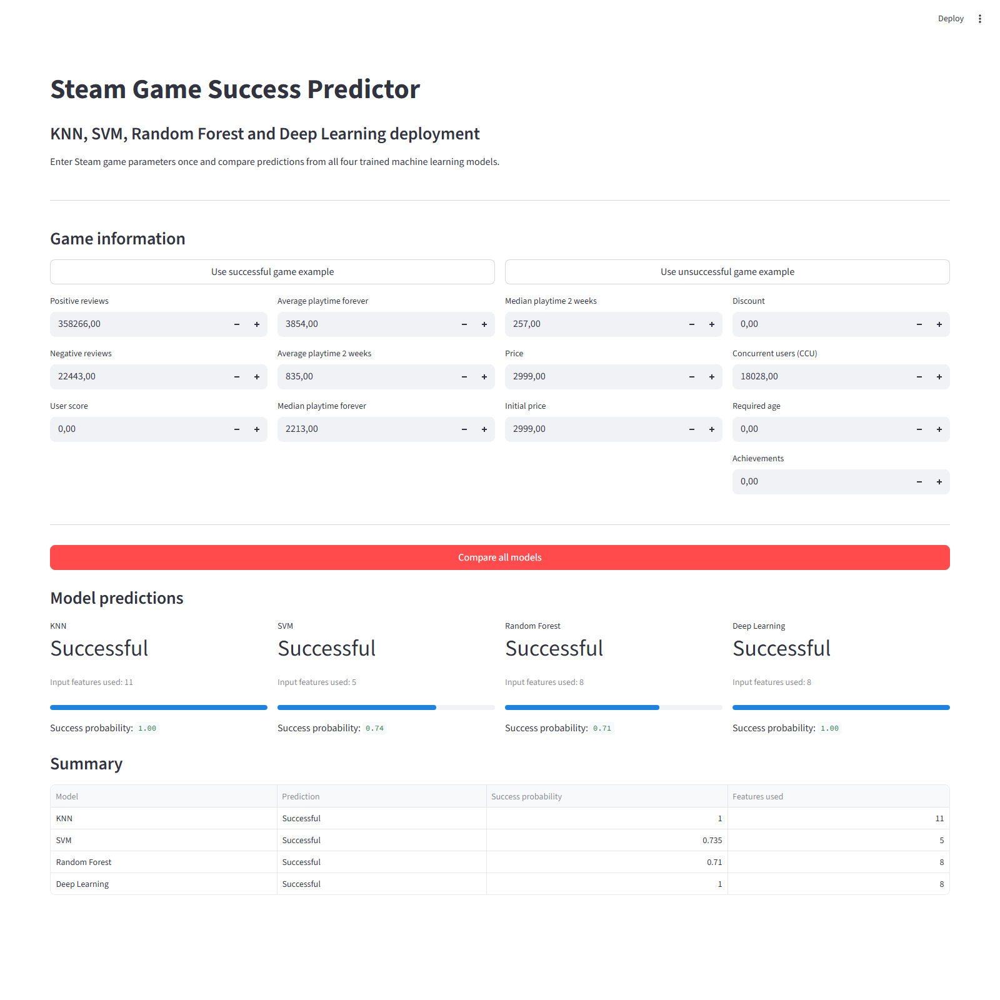 Deploy
Steam Game Success Predictor
KNN, SVM, Random Forest and Deep Learning deployment
Enter Steam game parameters once and compare predictions from all four trained machine learning models.
Game information
Use successful game example
Use unsuccessful game example
Positive reviews
358266,00
Negative reviews
22443,00
User score
0,00
Average playtime forever
3854,00
Average playtime 2 weeks
835,00
Median playtime forever
2213,00
Median playtime 2 weeks
257,00
Price
2999,00
Initial price
2999,00
Discount
0,00
Concurrent users (CCU)
18028,00
Required age
0,00
Achievements
0,00
Compare all models
Model predictions
KNN
Successful
Input features used: 11
Success probability: 1.00
SVM
Successful
Input features used: 5
Success probability: 0.74
Random Forest
Successful
Input features used: 8
Success probability: 0.71
Deep Learning
Successful
Input features used: 8
Success probability: 1.00
Summary
Model Prediction Success probability Features used
KNN Successful 1 11
SVM Successful 0.735 5
Random Forest Successful 0.71 8
Deep Learning Successful 1 8